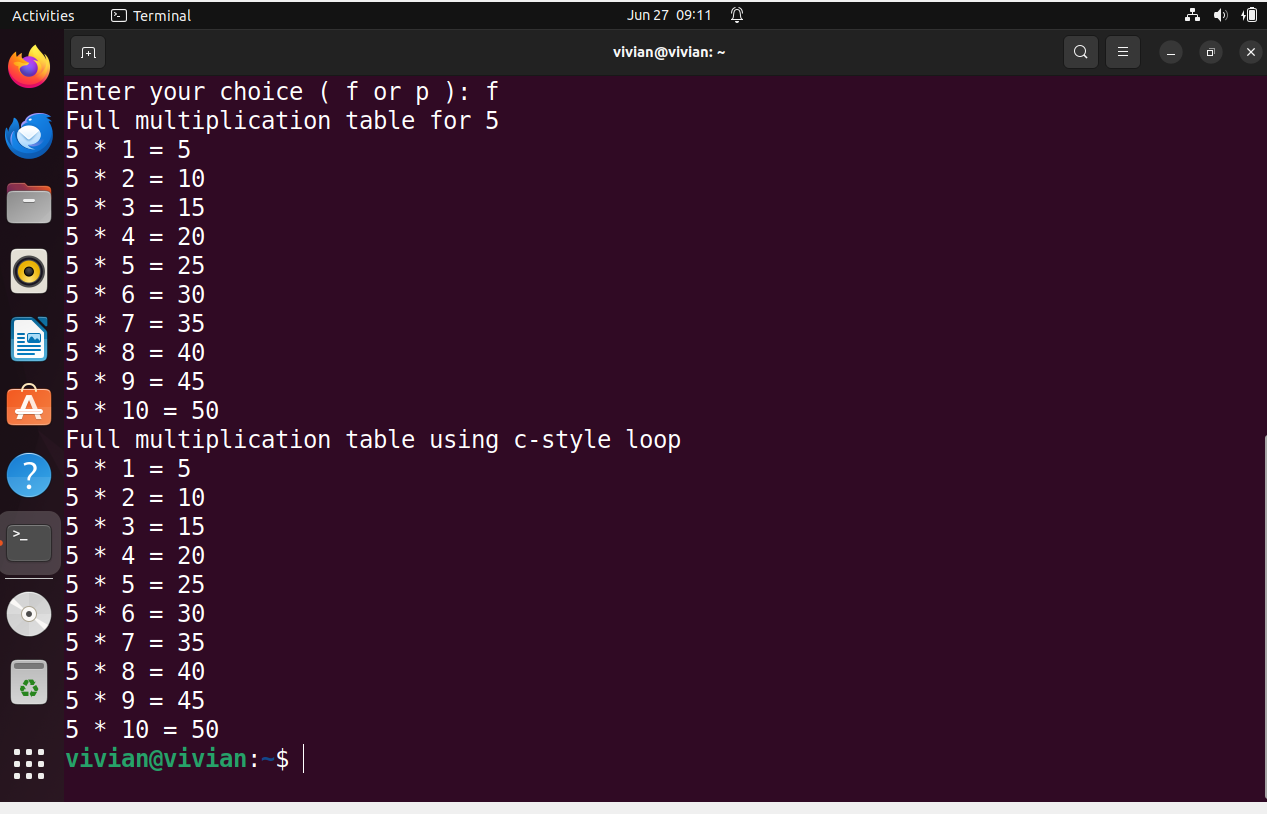 Activities
Terminal
Jun 27 09:11
vivian@vivian: ~
Enter your choice ( f or p ): f
Full multiplication table for 5
5 * 1 = 5
5 * 2 = 10
5 * 3 = 15
5 * 4 = 20
5 * 5 = 25
5 * 6 = 30
5 * 7 = 35
5 * 8 = 40
5 * 9 = 45
5 * 10 = 50
Full multiplication table using c-style loop
5 * 1 = 5
5 * 2 = 10
5 * 3 = 15
5 * 4 = 20
5 * 5 = 25
5 * 6 = 30
5 * 7 = 35
5 * 8 = 40
5 * 9 = 45
5 * 10 = 50
vivian@vivian:~$